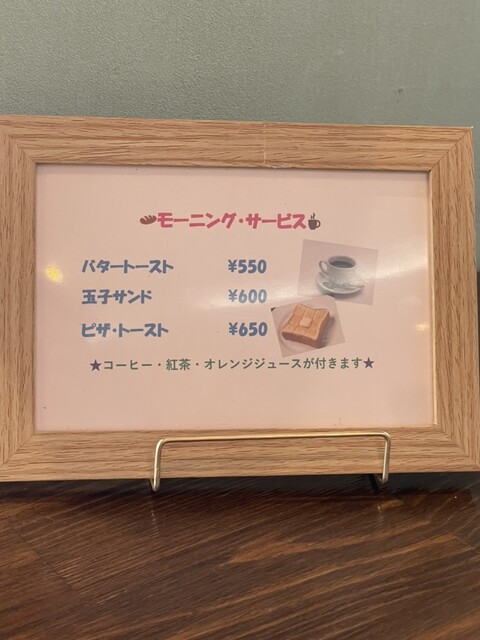 モーニング・サービス
バタートースト ¥550
玉子サンド ¥600
ピザ・トースト ¥650
★コーヒー・紅茶・オレンジジュースが付きます★